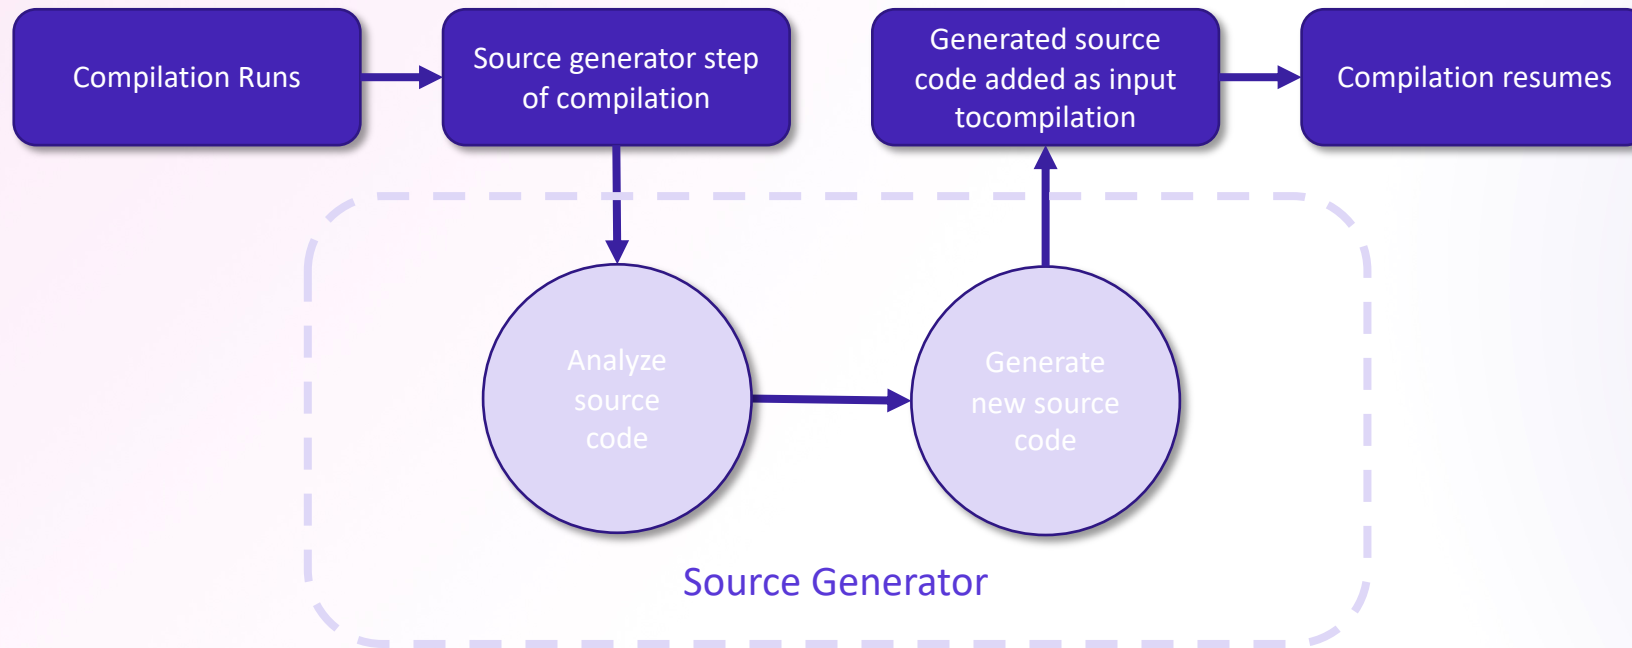 Compilation Runs
Source generator step
of compilation
Generated source
code added as input
tocompilation
Compilation resumes
Analyze
source
code
Generate
new source
code
Source Generator